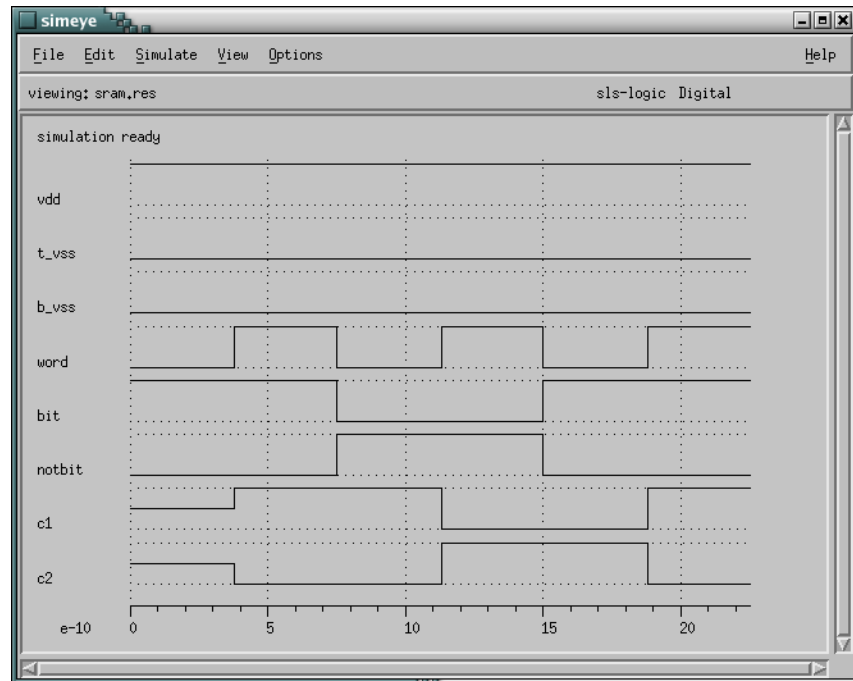 simeye
File Edit Simulate View Options Help
viewing: sram.res sls-logic Digital
simulation ready
vdd
t_vss
b_vss
word
bit
notbit
c1
c2
e-10 0 5 10 15 20